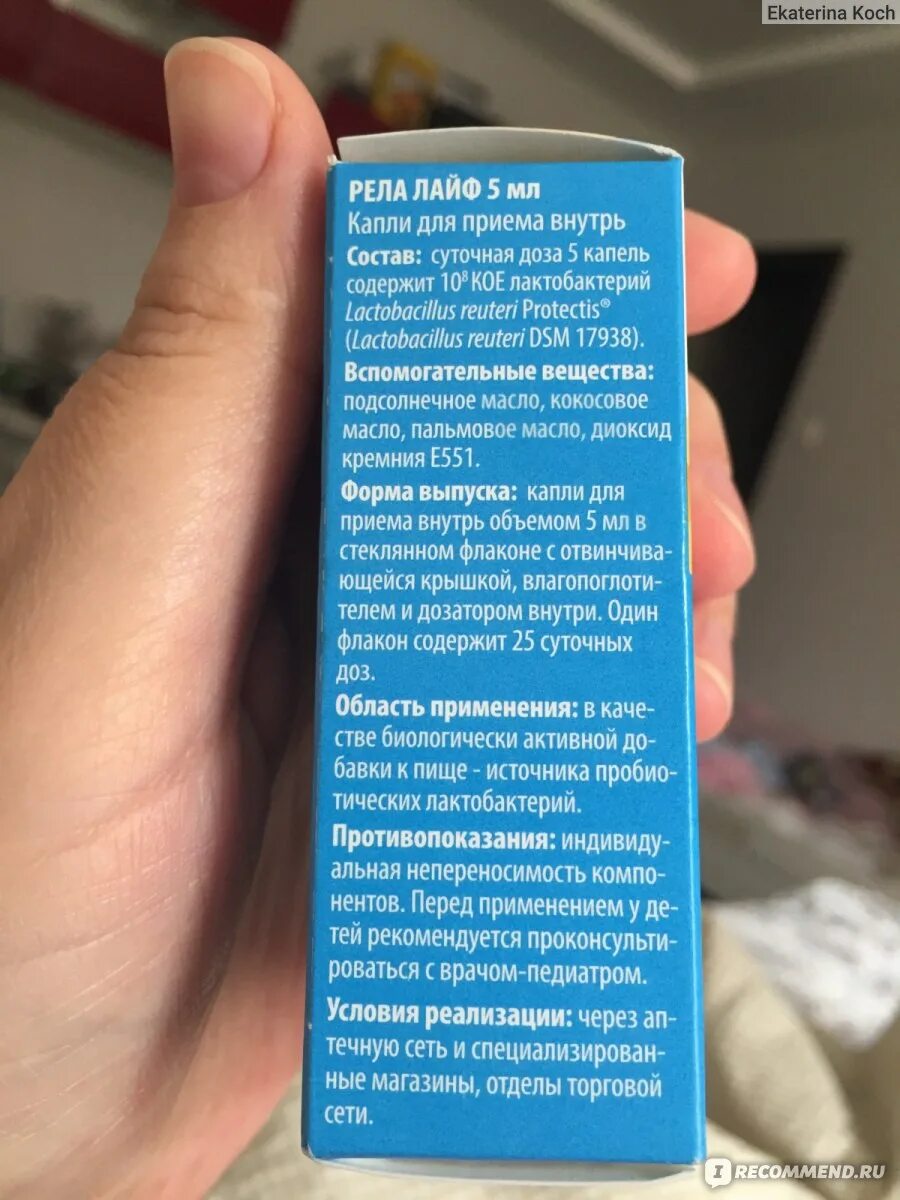 Ekaterina Koch
РЕЛА ЛАЙФ 5 мл
Капли для приема внутрь
Состав: суточная доза 5 капель
содержит 10⁸ КОЕ лактобактерий
Lactobacillus reuteri Protectis®
(Lactobacillus reuteri DSM 17938).
Вспомогательные вещества:
подсолнечное масло, кокосовое
масло, пальмовое масло, диоксид
кремния Е551.
Форма выпуска: капли для
приема внутрь объемом 5 мл в
стеклянном флаконе с отвинчива-
ющейся крышкой, влагопоглоти-
телем и дозатором внутри. Один
флакон содержит 25 суточных
доз.
Область применения: в каче-
стве биологически активной до-
бавки к пище - источника пробио-
тических лактобактерий.
Противопоказания: индивиду-
альная непереносимость компо-
нентов. Перед применением у де-
тей рекомендуется проконсульти-
роваться с врачом-педиатром.
Условия реализации: через ап-
течную сеть и специализирован-
ные магазины, отделы торговой
сети.
IRECOMMEND.RU